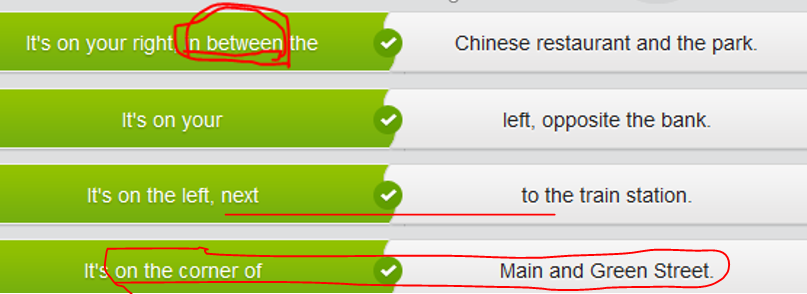 It's on your right in between the Chinese restaurant and the park.
It's on your left, opposite the bank.
It's on the left, next to the train station.
It's on the corner of Main and Green Street.